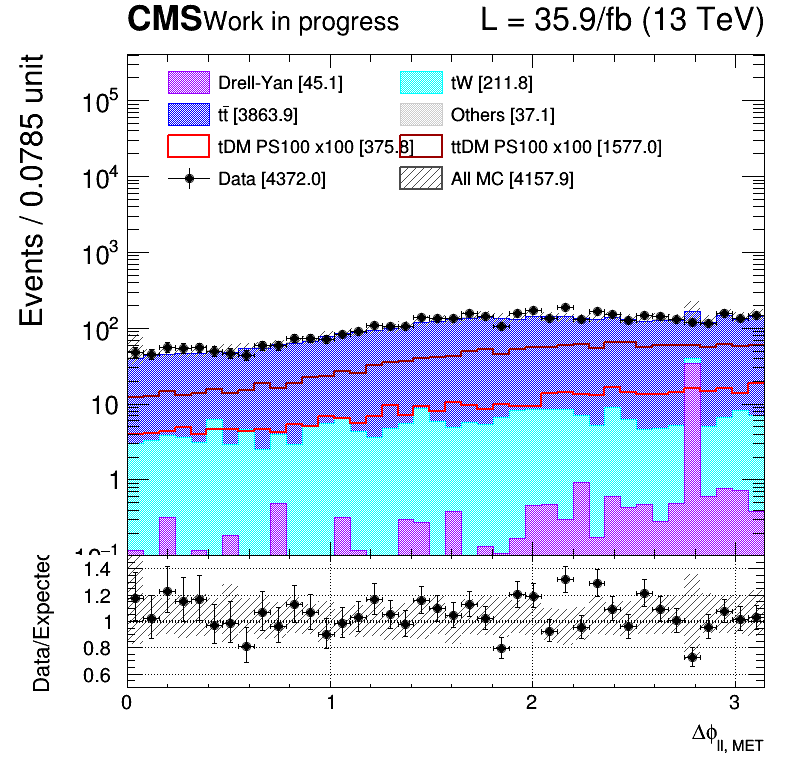 CMS Work in progress L = 35.9/fb (13 TeV)
Events / 0.0785 unit
10⁵
10⁴
10³
10²
10
1
10⁻¹
Drell-Yan [45.1] tW [211.8]
tt̄ [3863.9] Others [37.1]
tDM PS100 x100 [375.8] ttDM PS100 x100 [1577.0]
Data [4372.0] All MC [4157.9]
Data/Expected
1.4
1.2
1
0.8
0.6
0 1 2 3
Δϕ_ll, MET